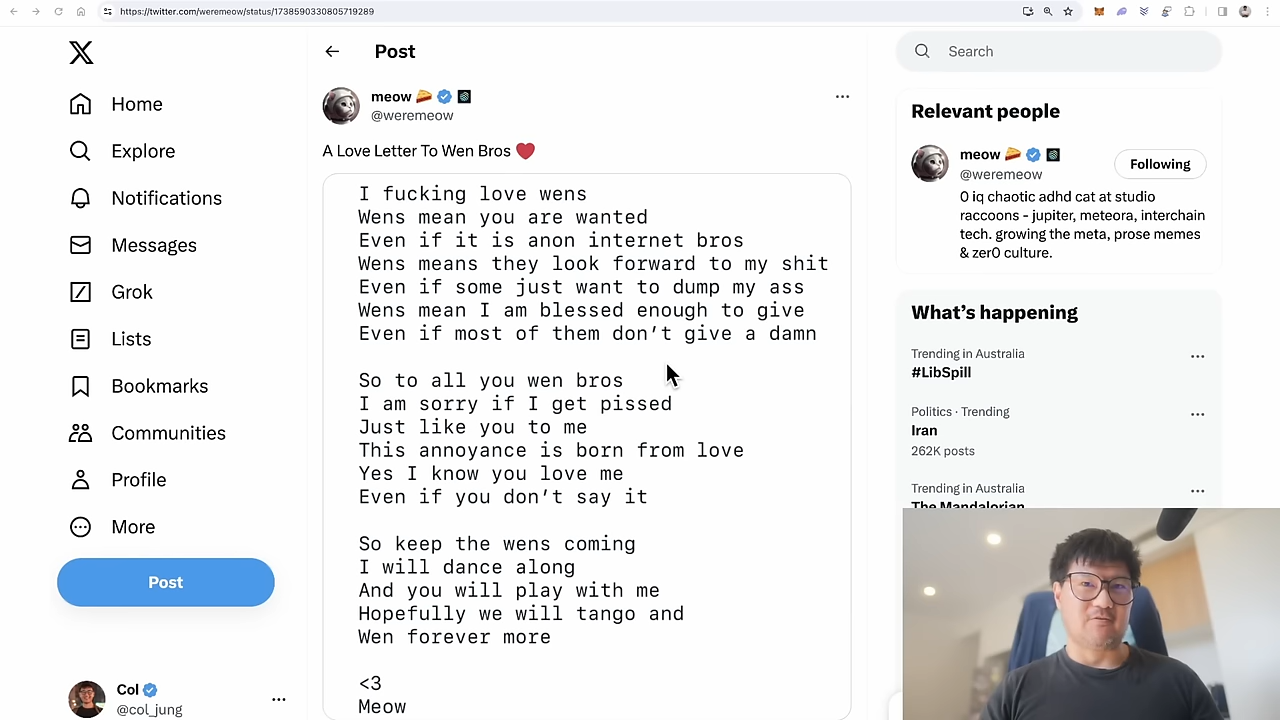 https://twitter.com/weremeow/status/1738590330805719289
Home
Explore
Notifications
Messages
Grok
Lists
Bookmarks
Communities
Profile
More
Post
Col
@col_jung
Post
meow
@weremeow
A Love Letter To Wen Bros
I fucking love wens
Wens mean you are wanted
Even if it is anon internet bros
Wens means they look forward to my shit
Even if some just want to dump my ass
Wens mean I am blessed enough to give
Even if most of them don't give a damn
So to all you wen bros
I am sorry if I get pissed
Just like you to me
This annoyance is born from love
Yes I know you love me
Even if you don't say it
So keep the wens coming
I will dance along
And you will play with me
Hopefully we will tango and
Wen forever more
<3
Meow
Search
Relevant people
meow
@weremeow
Following
0 iq chaotic adhd cat at studio
raccoons - jupiter, meteora, interchain
tech. growing the meta, prose memes
& zer0 culture.
What's happening
Trending in Australia
#LibSpill
Politics · Trending
Iran
262K posts
Trending in Australia
The Mandalorian